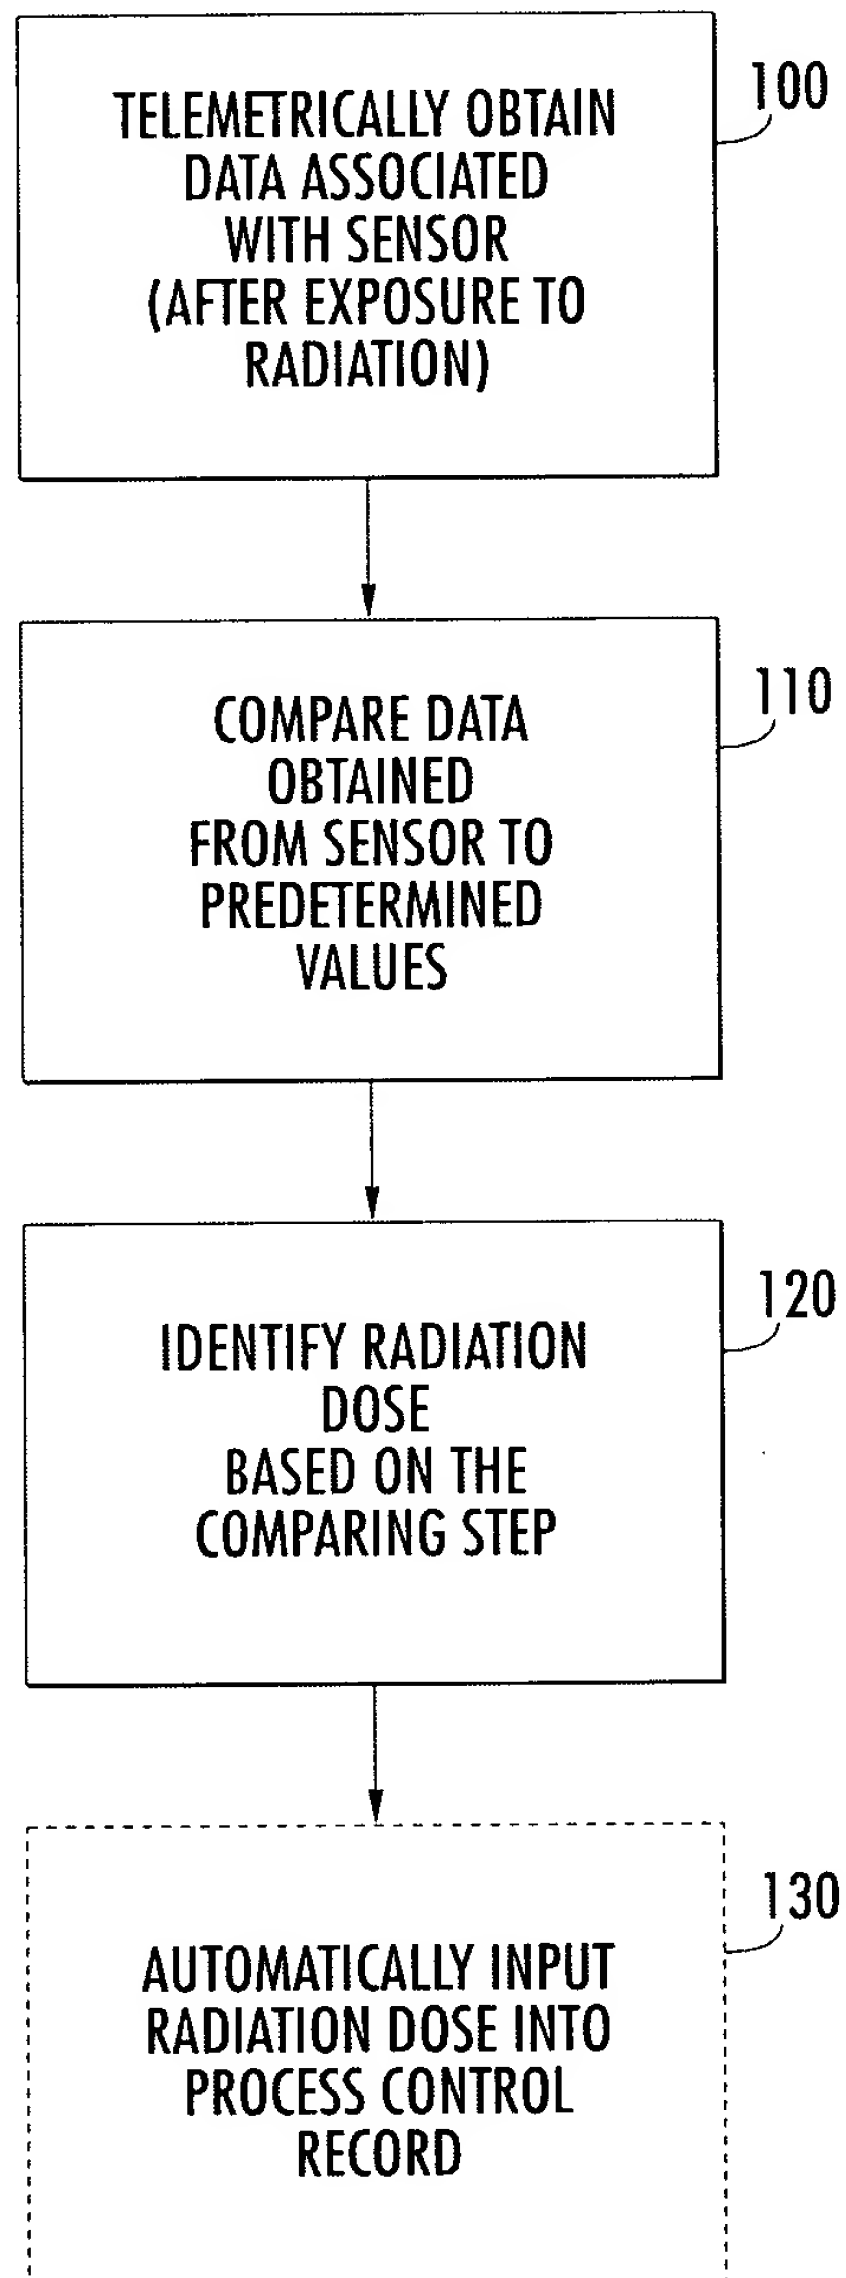 TELEMETRICALLY OBTAIN
DATA ASSOCIATED
WITH SENSOR
(AFTER EXPOSURE TO
RADIATION)
100
COMPARE DATA
OBTAINED
FROM SENSOR TO
PREDETERMINED
VALUES
110
IDENTIFY RADIATION
DOSE
BASED ON THE
COMPARING STEP
120
AUTOMATICALLY INPUT
RADIATION DOSE INTO
PROCESS CONTROL
RECORD
130